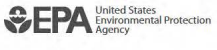 EPA United States
Environmental Protection
Agency